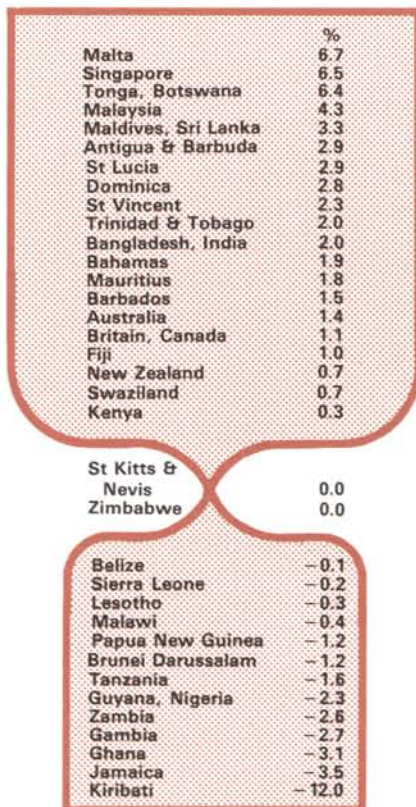 %
Malta 6.7
Singapore 6.5
Tonga, Botswana 6.4
Malaysia 4.3
Maldives, Sri Lanka 3.3
Antigua & Barbuda 2.9
St Lucia 2.9
Dominica 2.8
St Vincent 2.3
Trinidad & Tobago 2.0
Bangladesh, India 2.0
Bahamas 1.9
Mauritius 1.8
Barbados 1.5
Australia 1.4
Britain, Canada 1.1
Fiji 1.0
New Zealand 0.7
Swaziland 0.7
Kenya 0.3
St Kitts &
Nevis 0.0
Zimbabwe 0.0
Belize −0.1
Sierra Leone −0.2
Lesotho −0.3
Malawi −0.4
Papua New Guinea −1.2
Brunei Darussalam −1.2
Tanzania −1.6
Guyana, Nigeria −2.3
Zambia −2.6
Gambia −2.7
Ghana −3.1
Jamaica −3.5
Kiribati −12.0